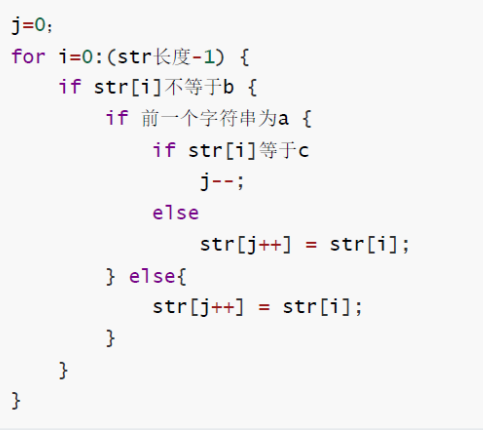 j=0;
for i=0:(str长度-1) {
    if str[i]不等于b {
        if 前一个字符串为a {
            if str[i]等于c
                j--;
            else
                str[j++] = str[i];
        } else{
            str[j++] = str[i];
        }
    }
}